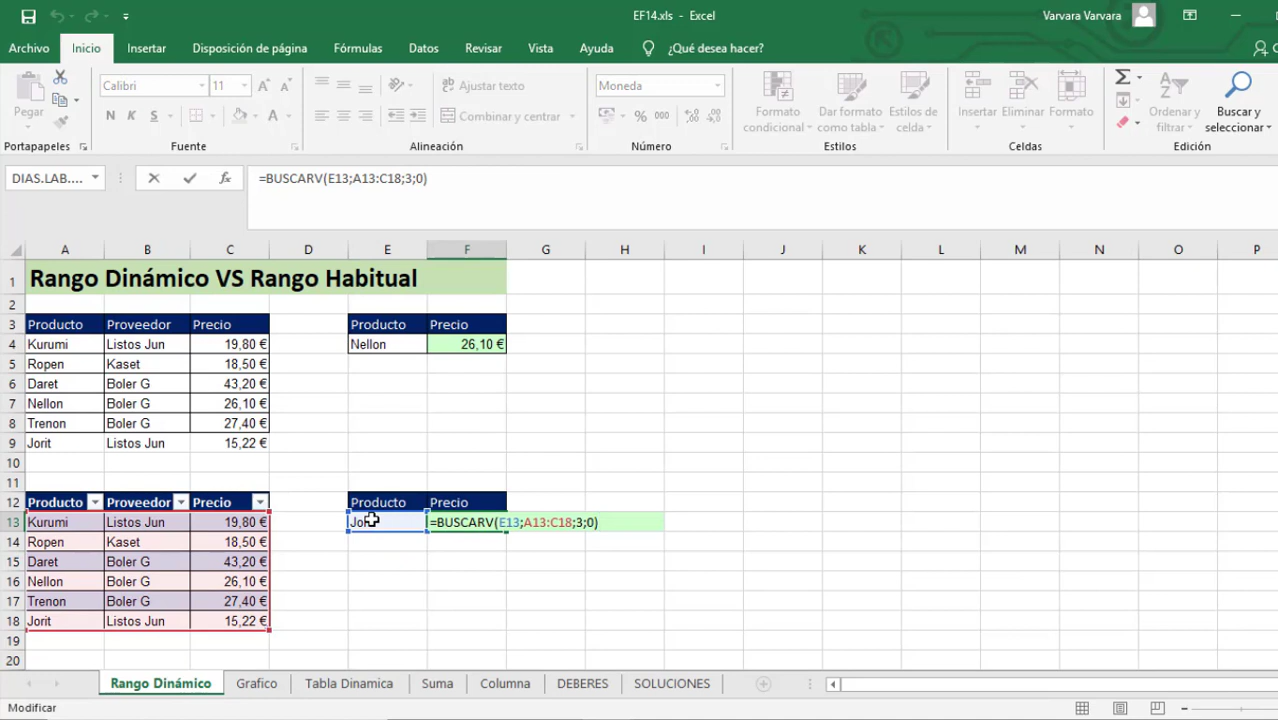 EF14.xls - Excel
Varvara Varvara
Archivo Inicio Insertar Disposición de página Fórmulas Datos Revisar Vista Ayuda ¿Qué desea hacer?
Pegar
Calibri 11
N K S
Ajustar texto
Combinar y centrar
Moneda
% 000
Formato condicional
Dar formato como tabla
Estilos de celda
Insertar Eliminar Formato
Ordenar y filtrar
Buscar y seleccionar
Portapapeles Fuente Alineación Número Estilos Celdas Edición
DIAS.LAB.... fx =BUSCARV(E13;A13:C18;3;0)
A B C D E F G H I J K L M N O P
1 Rango Dinámico VS Rango Habitual
2
3 Producto Proveedor Precio Producto Precio
4 Kurumi Listos Jun 19,80 € Nellon 26,10 €
5 Ropen Kaset 18,50 €
6 Daret Boler G 43,20 €
7 Nellon Boler G 26,10 €
8 Trenon Boler G 27,40 €
9 Jorit Listos Jun 15,22 €
10
11
12 Producto Proveedor Precio Producto Precio
13 Kurumi Listos Jun 19,80 € =BUSCARV(E13;A13:C18;3;0)
14 Ropen Kaset 18,50 €
15 Daret Boler G 43,20 €
16 Nellon Boler G 26,10 €
17 Trenon Boler G 27,40 €
18 Jorit Listos Jun 15,22 €
19
20
Rango Dinámico Grafico Tabla Dinamica Suma Columna DEBERES SOLUCIONES
Modificar